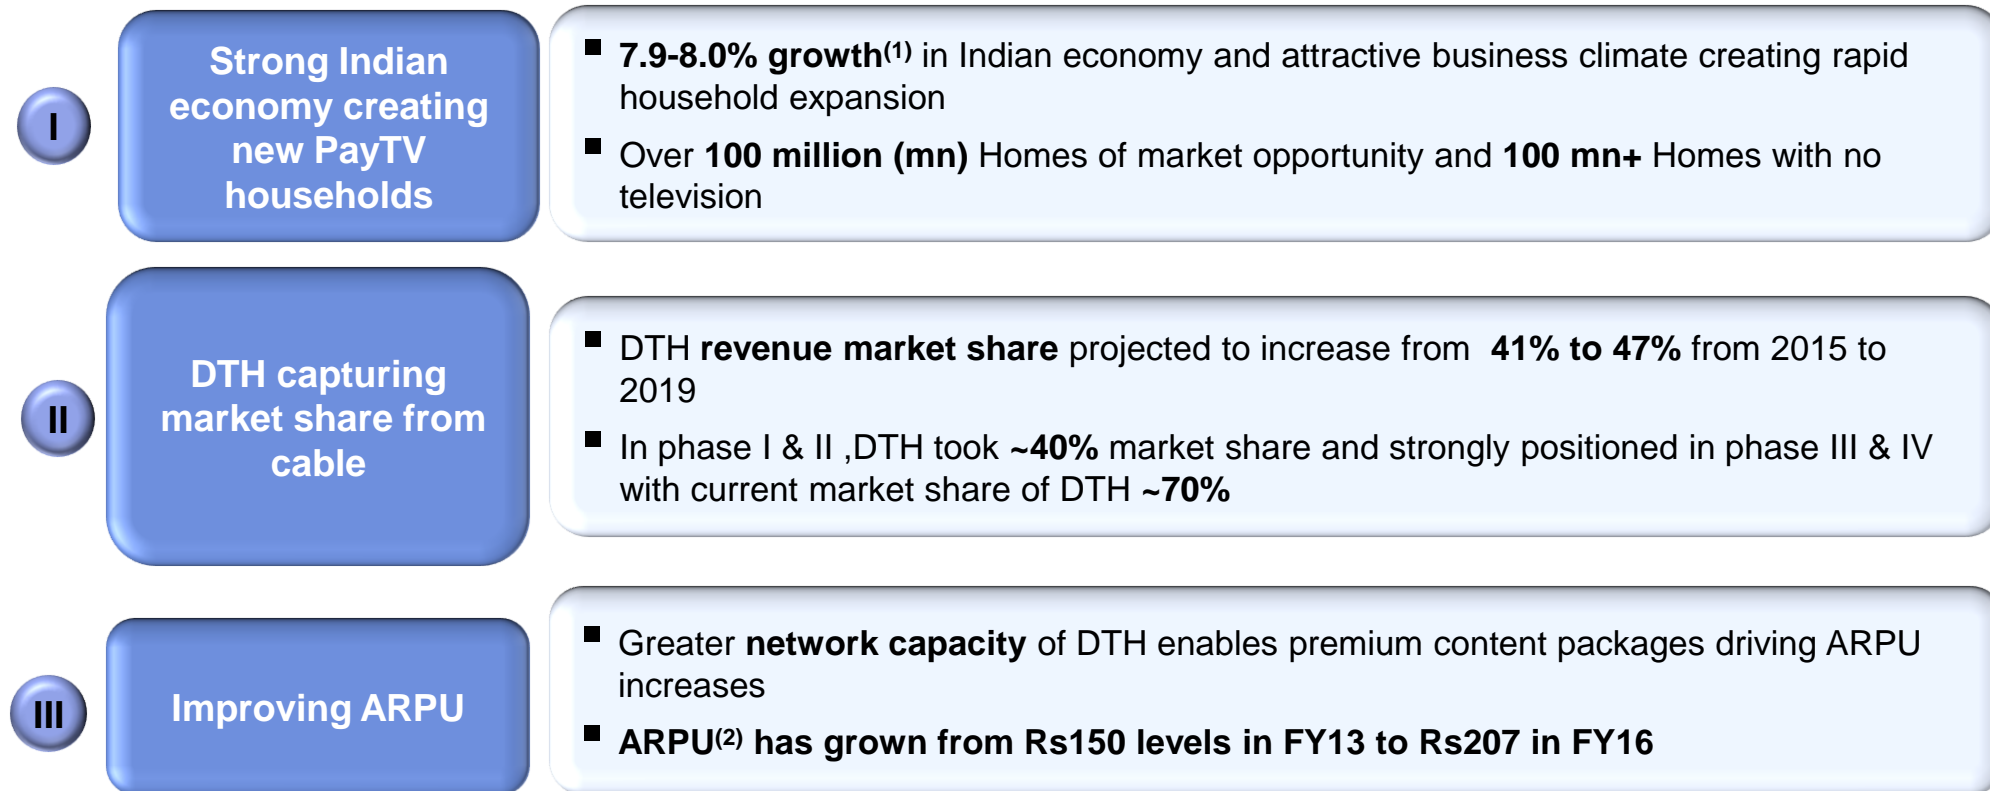 I
Strong Indian
economy creating
new PayTV
households
▪ 7.9-8.0% growth(1) in Indian economy and attractive business climate creating rapid
household expansion
▪ Over 100 million (mn) Homes of market opportunity and 100 mn+ Homes with no
television
II
DTH capturing
market share from
cable
▪ DTH revenue market share projected to increase from 41% to 47% from 2015 to
2019
▪ In phase I & II ,DTH took ~40% market share and strongly positioned in phase III & IV
with current market share of DTH ~70%
III
Improving ARPU
▪ Greater network capacity of DTH enables premium content packages driving ARPU
increases
▪ ARPU(2) has grown from Rs150 levels in FY13 to Rs207 in FY16